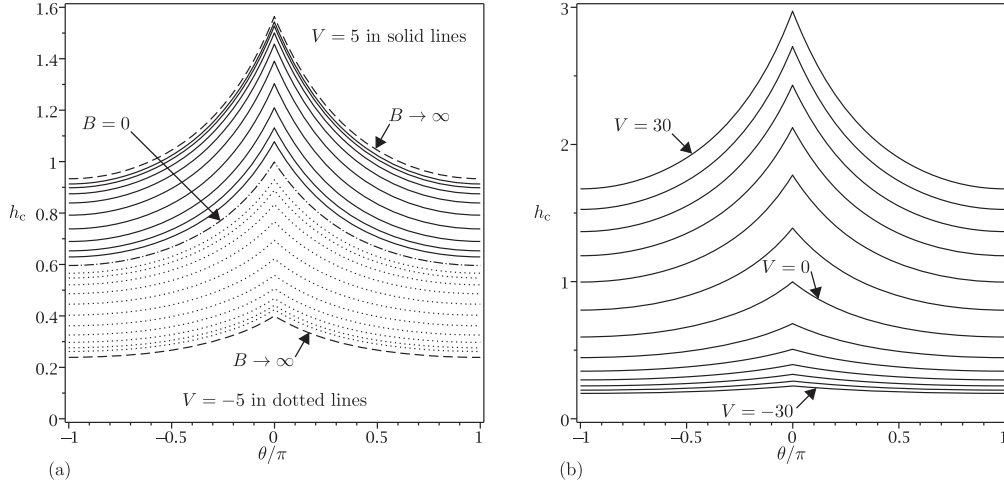 1.6
1.4
1.2
1
0.8
0.6
0.4
0.2
0
h_c
V = 5 in solid lines
B = 0
B → ∞
B → ∞
V = −5 in dotted lines
−1
−0.5
0
0.5
1
θ/π
(a)
3
2
1
0
h_c
V = 30
V = 0
V = −30
−1
−0.5
0
0.5
1
θ/π
(b)